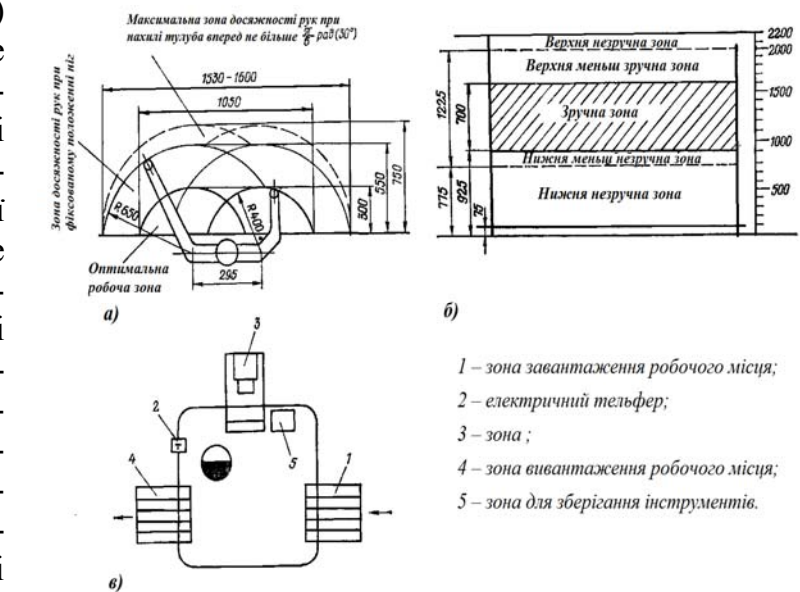 Максимальна зона досяжності рук при
нахилі тулуба вперед не більше π/6 рад(30°)
1530 - 1600
1050
Зона досяжності рук при
фіксованому положенні ніг
R650
R400
500
550
750
295
Оптимальна
робоча зона
а)
Верхня незручна зона
Верхня меньш зручна зона
Зручна зона
Нижня меньш незручна зона
Нижня незручна зона
1225
700
775
925
75
2200
2000
1500
1000
500
б)
3
2
4
5
1
в)
1 – зона завантаження робочого місця;
2 – електричний тельфер;
3 – зона ;
4 – зона вивантаження робочого місця;
5 – зона для зберігання інструментів.
)
е
-
і
-
ї
е
-
і
-
-
-
-
-
і